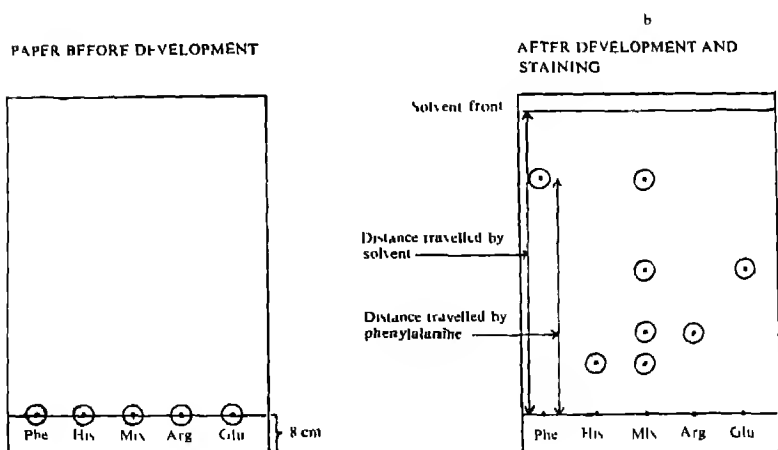 PAPER BEFORE DEVELOPMENT
Phe His Mix Arg Glu
8 cm
b
AFTER DEVELOPMENT AND
STAINING
Solvent front
Distance travelled by
solvent
Distance travelled by
phenylalanine
Phe His Mix Arg Glu